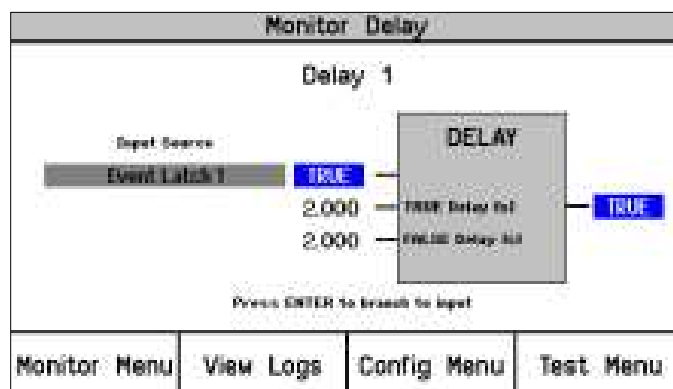 Monitor Delay
Delay 1
Input Source
DELAY
Event Latch 1 TRUE
2.000 TRUE Delay (s) TRUE
2.000 FALSE Delay (s)
Press ENTER to branch to input
Monitor Menu View Logs Config Menu Test Menu